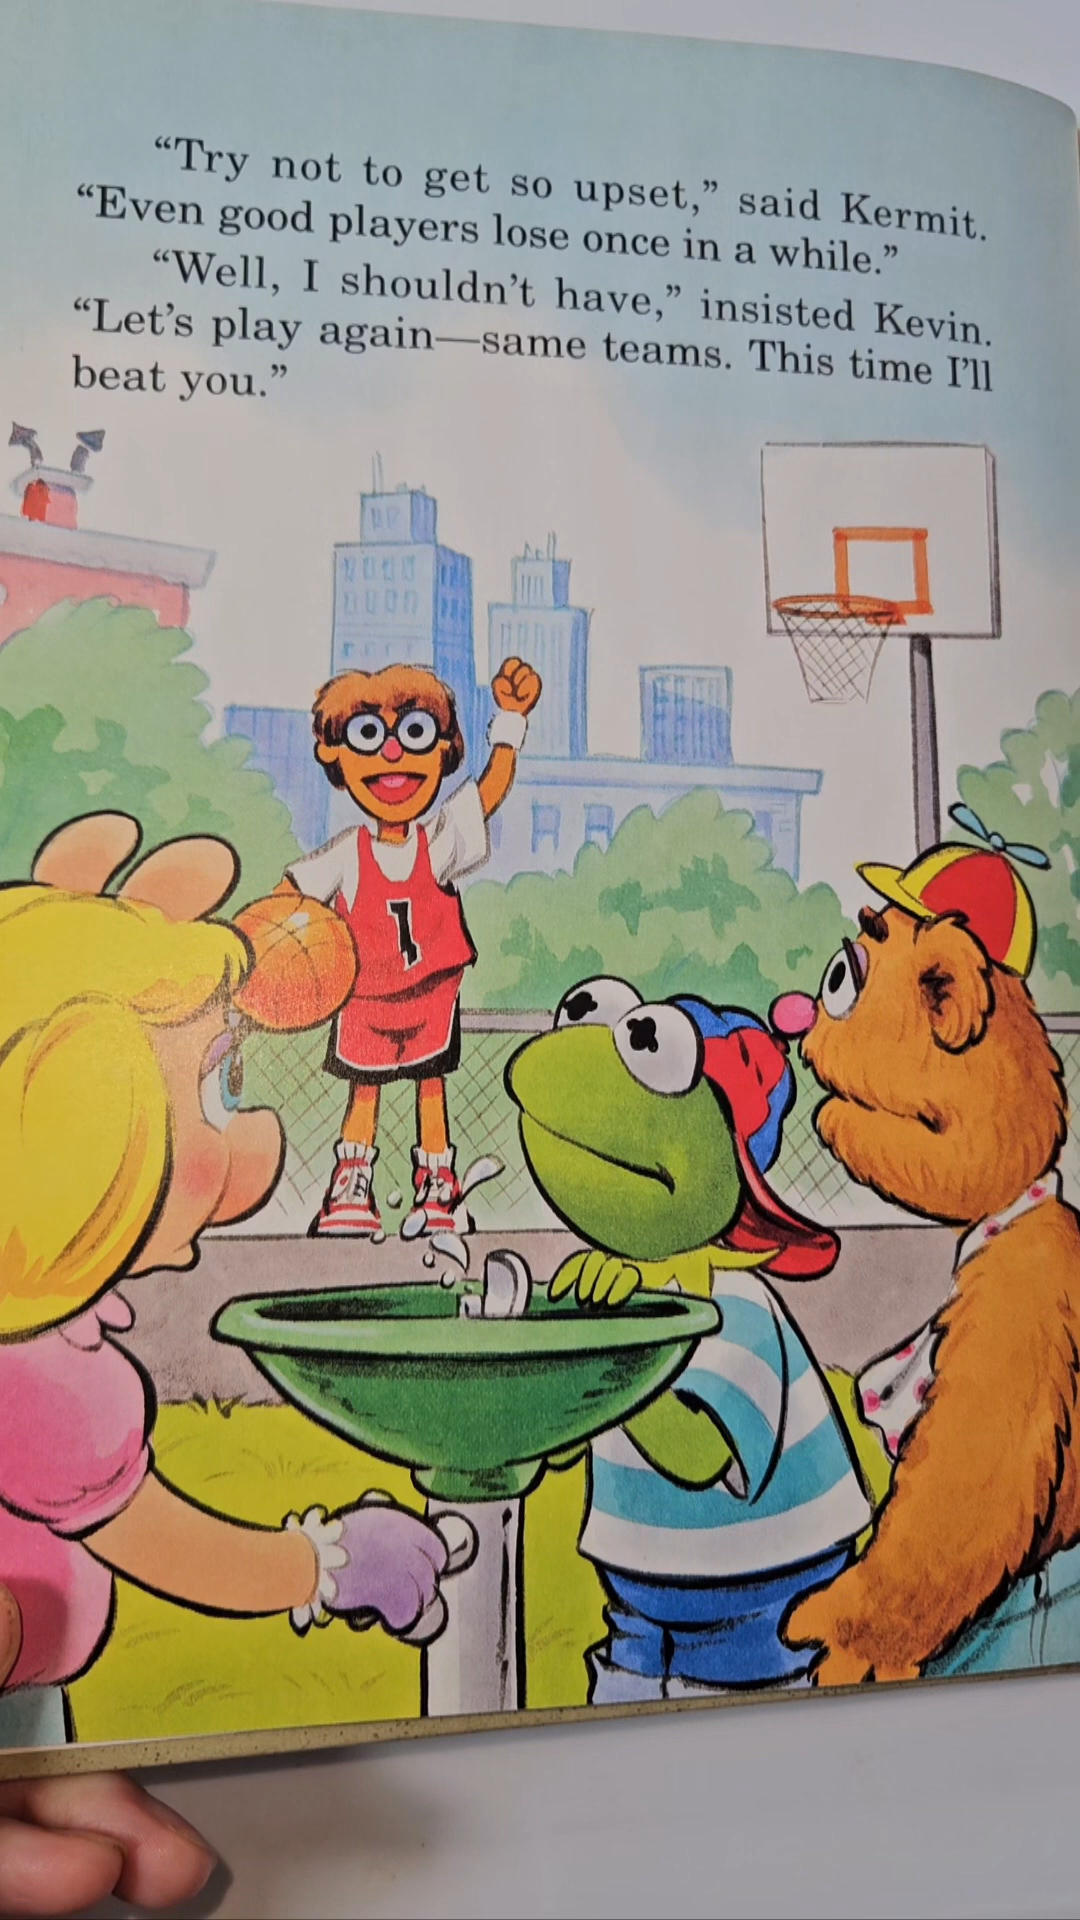 “Try not to get so upset,” said Kermit.
“Even good players lose once in a while.”
“Well, I shouldn’t have,” insisted Kevin.
“Let’s play again—same teams. This time I’ll
beat you.”
1